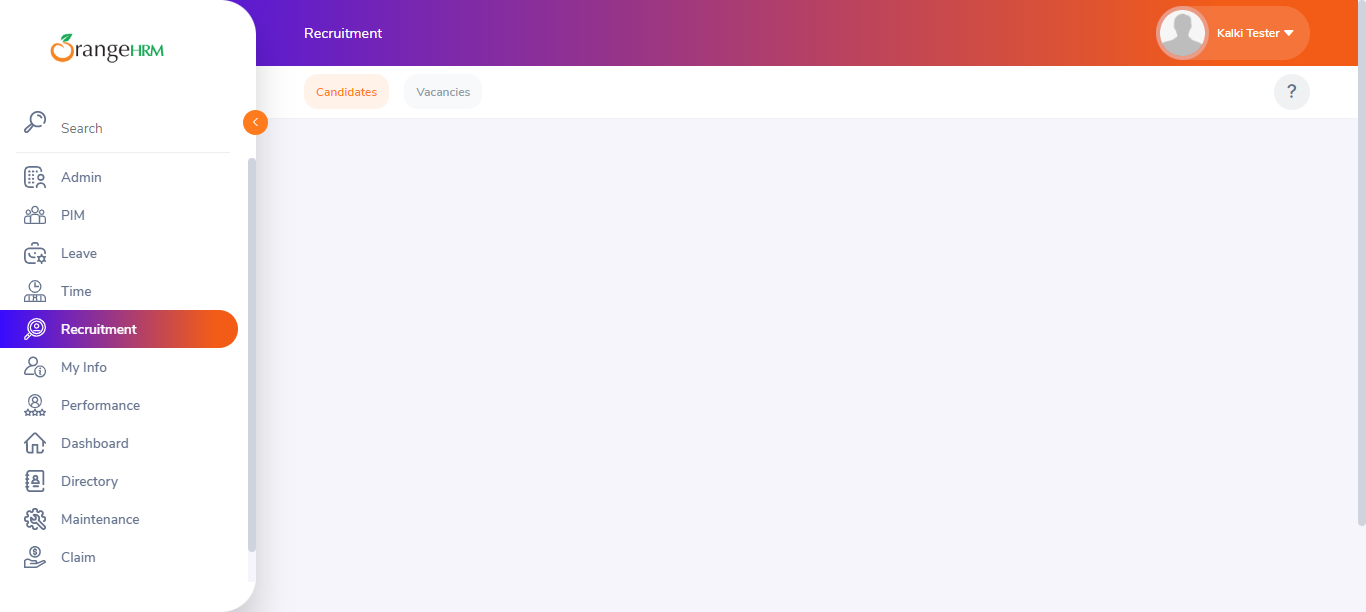 OrangeHRM
Search
Admin
PIM
Leave
Time
Recruitment
My Info
Performance
Dashboard
Directory
Maintenance
Claim
Recruitment
Kalki Tester
Candidates
Vacancies
?